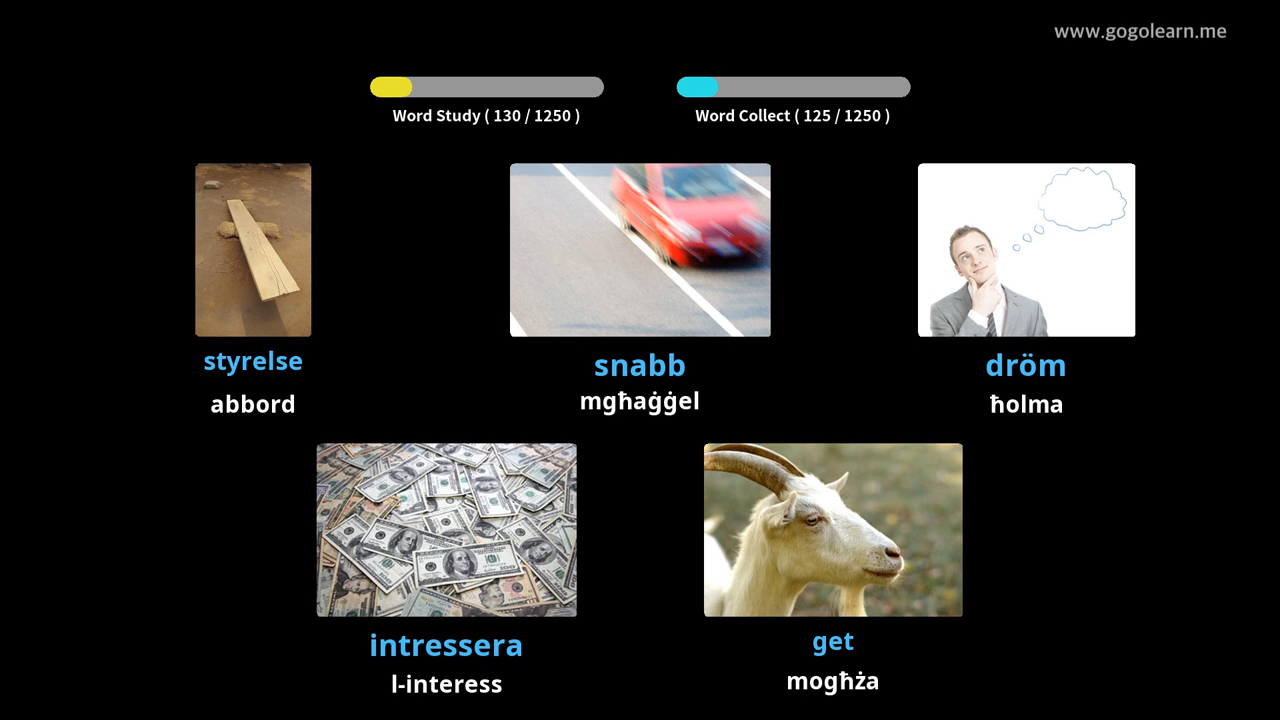 www.gogolearn.me
Word Study ( 130 / 1250 )
Word Collect ( 125 / 1250 )
styrelse
abbord
snabb
mgħaġġel
dröm
ħolma
intressera
l-interess
get
mogħża